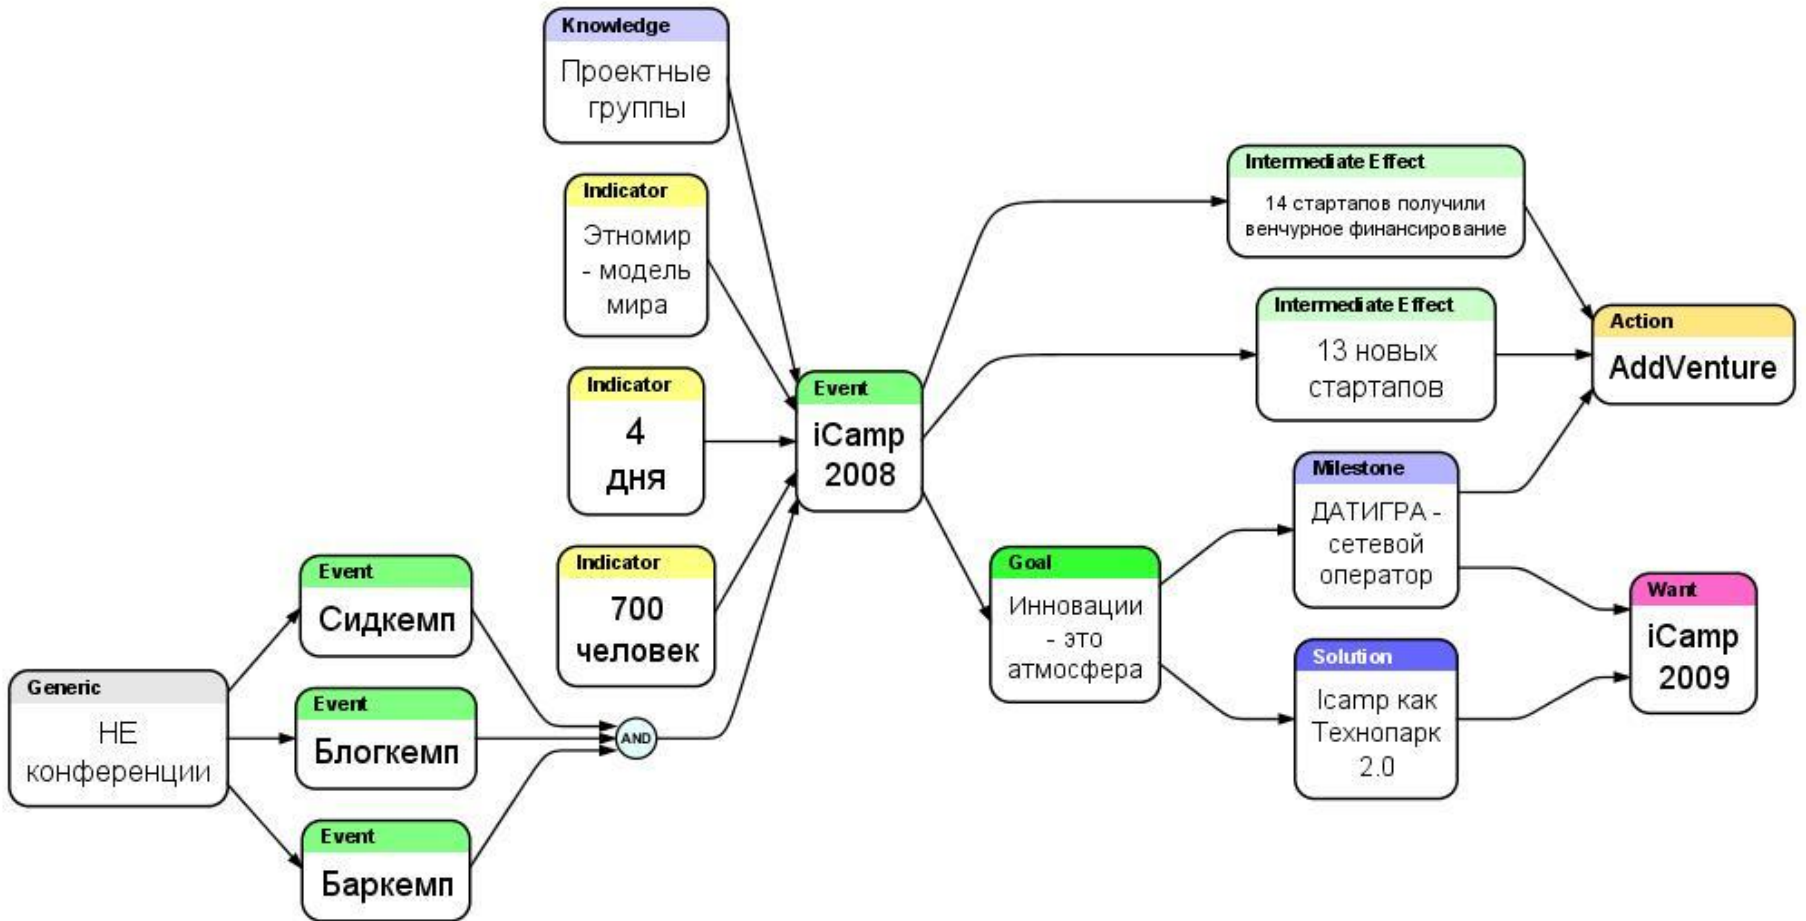 Knowledge
Проектные
группы
Indicator
Этномир
- модель
мира
Indicator
4
дня
Indicator
700
человек
Generic
НЕ
конференции
Event
Сидкемп
Event
Блогкемп
Event
Баркемп
AND
Event
iCamp
2008
Intermediate Effect
14 стартапов получили
венчурное финансирование
Intermediate Effect
13 новых
стартапов
Action
AddVenture
Goal
Инновации
- это
атмосфера
Milestone
ДАТИГРА -
сетевой
оператор
Solution
Icamp как
Технопарк
2.0
Want
iCamp
2009